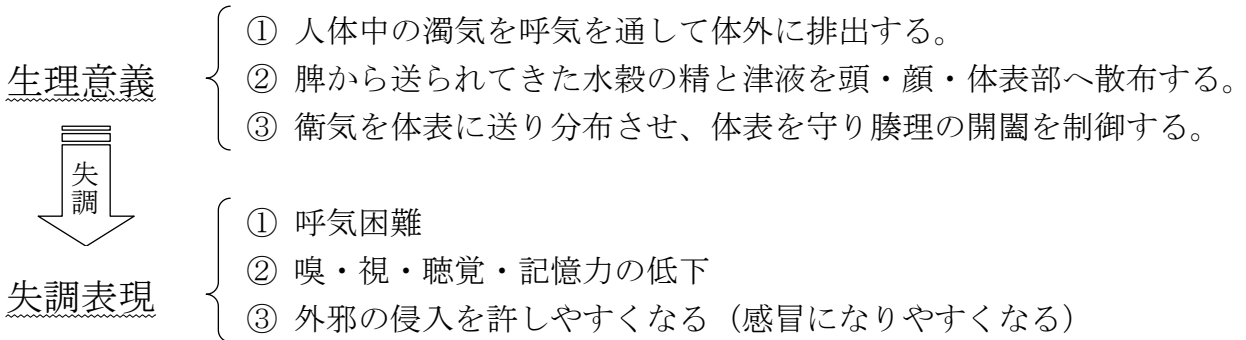 ① 人体中の濁気を呼気を通して体外に排出する。
生理意義
② 脾から送られてきた水穀の精と津液を頭・顔・体表部へ散布する。
③ 衛気を体表に送り分布させ、体表を守り腠理の開闔を制御する。
失調
① 呼気困難
② 嗅・視・聴覚・記憶力の低下
失調表現
③ 外邪の侵入を許しやすくなる（感冒になりやすくなる）